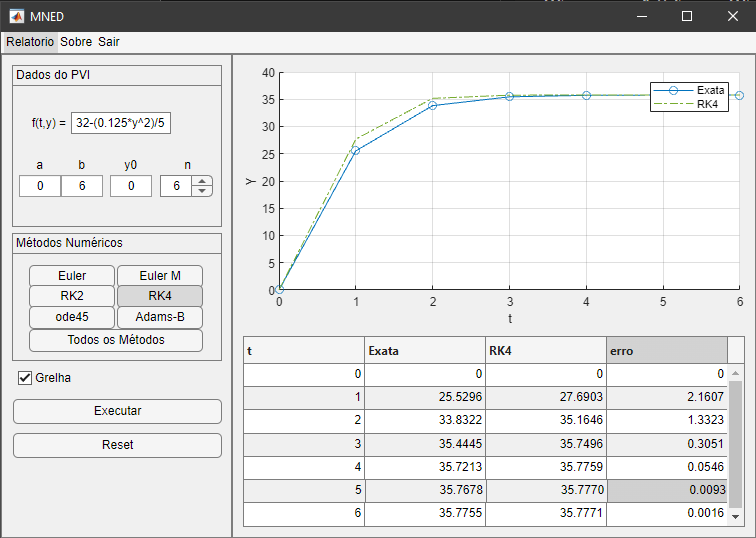 MNED
Relatorio Sobre Sair
Dados do PVI
f(t,y) = 32-(0.125*y^2)/5
a b y0 n
0 6 0 6
Métodos Numéricos
Euler Euler M
RK2 RK4
ode45 Adams-B
Todos os Métodos
Grelha
Executar
Reset
40
35
30
25
20
15
10
5
0
Y
0 1 2 3 4 5 6
t
Exata
RK4
t Exata RK4 erro
0 0 0 0
1 25.5296 27.6903 2.1607
2 33.8322 35.1646 1.3323
3 35.4445 35.7496 0.3051
4 35.7213 35.7759 0.0546
5 35.7678 35.7770 0.0093
6 35.7755 35.7771 0.0016